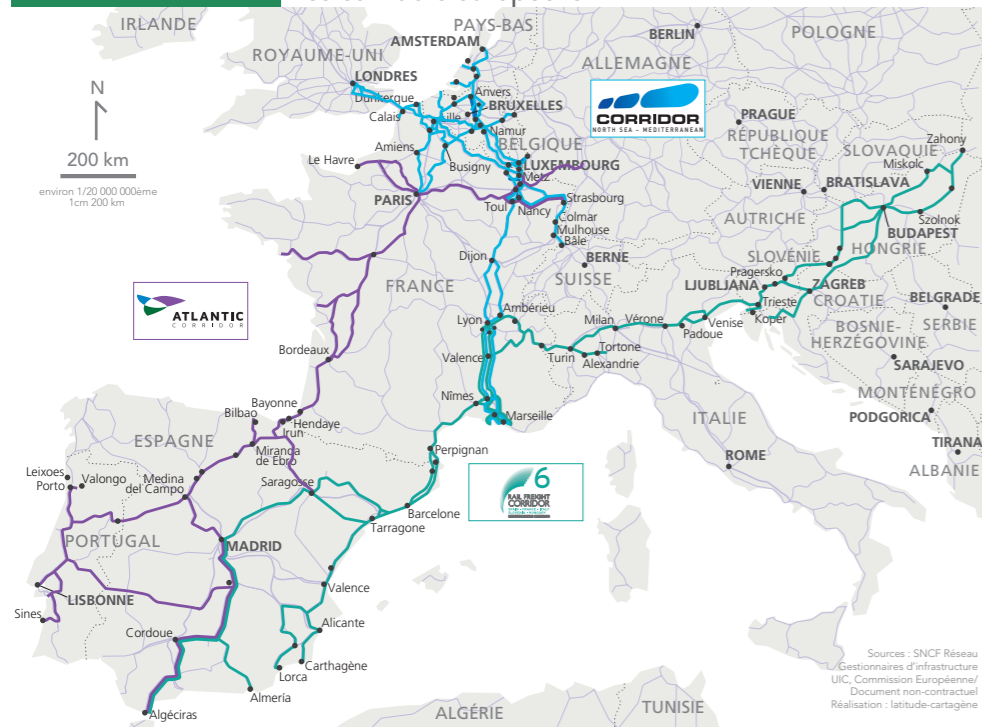 IRLANDE
PAYS-BAS
AMSTERDAM
BERLIN
POLOGNE
ROYAUME-UNI
ALLEMAGNE
LONDRES
N
Dunkerque
Anvers
BRUXELLES
CORRIDOR
NORTH SEA - MEDITERRANEAN
Calais
PRAGUE
Namur
RÉPUBLIQUE
TCHÈQUE
Zahony
SLOVAQUIE
Miskolc
200 km
Amiens
BELGIQUE
Le Havre
Busigny
LUXEMBOURG
Metz
environ 1/20 000 000ème
1cm 200 km
VIENNE
BRATISLAVA
PARIS
Toul
Nancy
Strasbourg
Colmar
Mulhouse
Bâle
AUTRICHE
Szolnok
BUDAPEST
HONGRIE
Dijon
BERNE
SUISSE
SLOVÉNIE
Pragersko
FRANCE
LJUBLJANA
ZAGREB
CROATIE
ATLANTIC
CORRIDOR
Ambérieu
Lyon
Milan
Vérone
Venise
Padoue
Trieste
Koper
BELGRADE
SERBIE
BOSNIE-
HERZÉGOVINE
Bordeaux
Valence
Turin
Tortone
Alexandrie
SARAJEVO
MONTÉNÉGRO
Nîmes
Marseille
Bayonne
Bilbao
Hendaye
Irun
ITALIE
PODGORICA
ESPAGNE
Miranda
de Ebro
Perpignan
ROME
TIRANA
ALBANIE
Leixoes
Porto
Valongo
Medina
del Campo
Saragosse
6
RAIL FREIGHT
CORRIDOR
Barcelone
Tarragone
PORTUGAL
MADRID
LISBONNE
Valence
Sines
Cordoue
Alicante
Carthagène
Lorca
Almería
Algéciras
ALGÉRIE
TUNISIE
Sources : SNCF Réseau
Gestionnaires d'infrastructure
UIC, Commission Européenne/
Document non-contractuel
Réalisation : latitude-cartagène